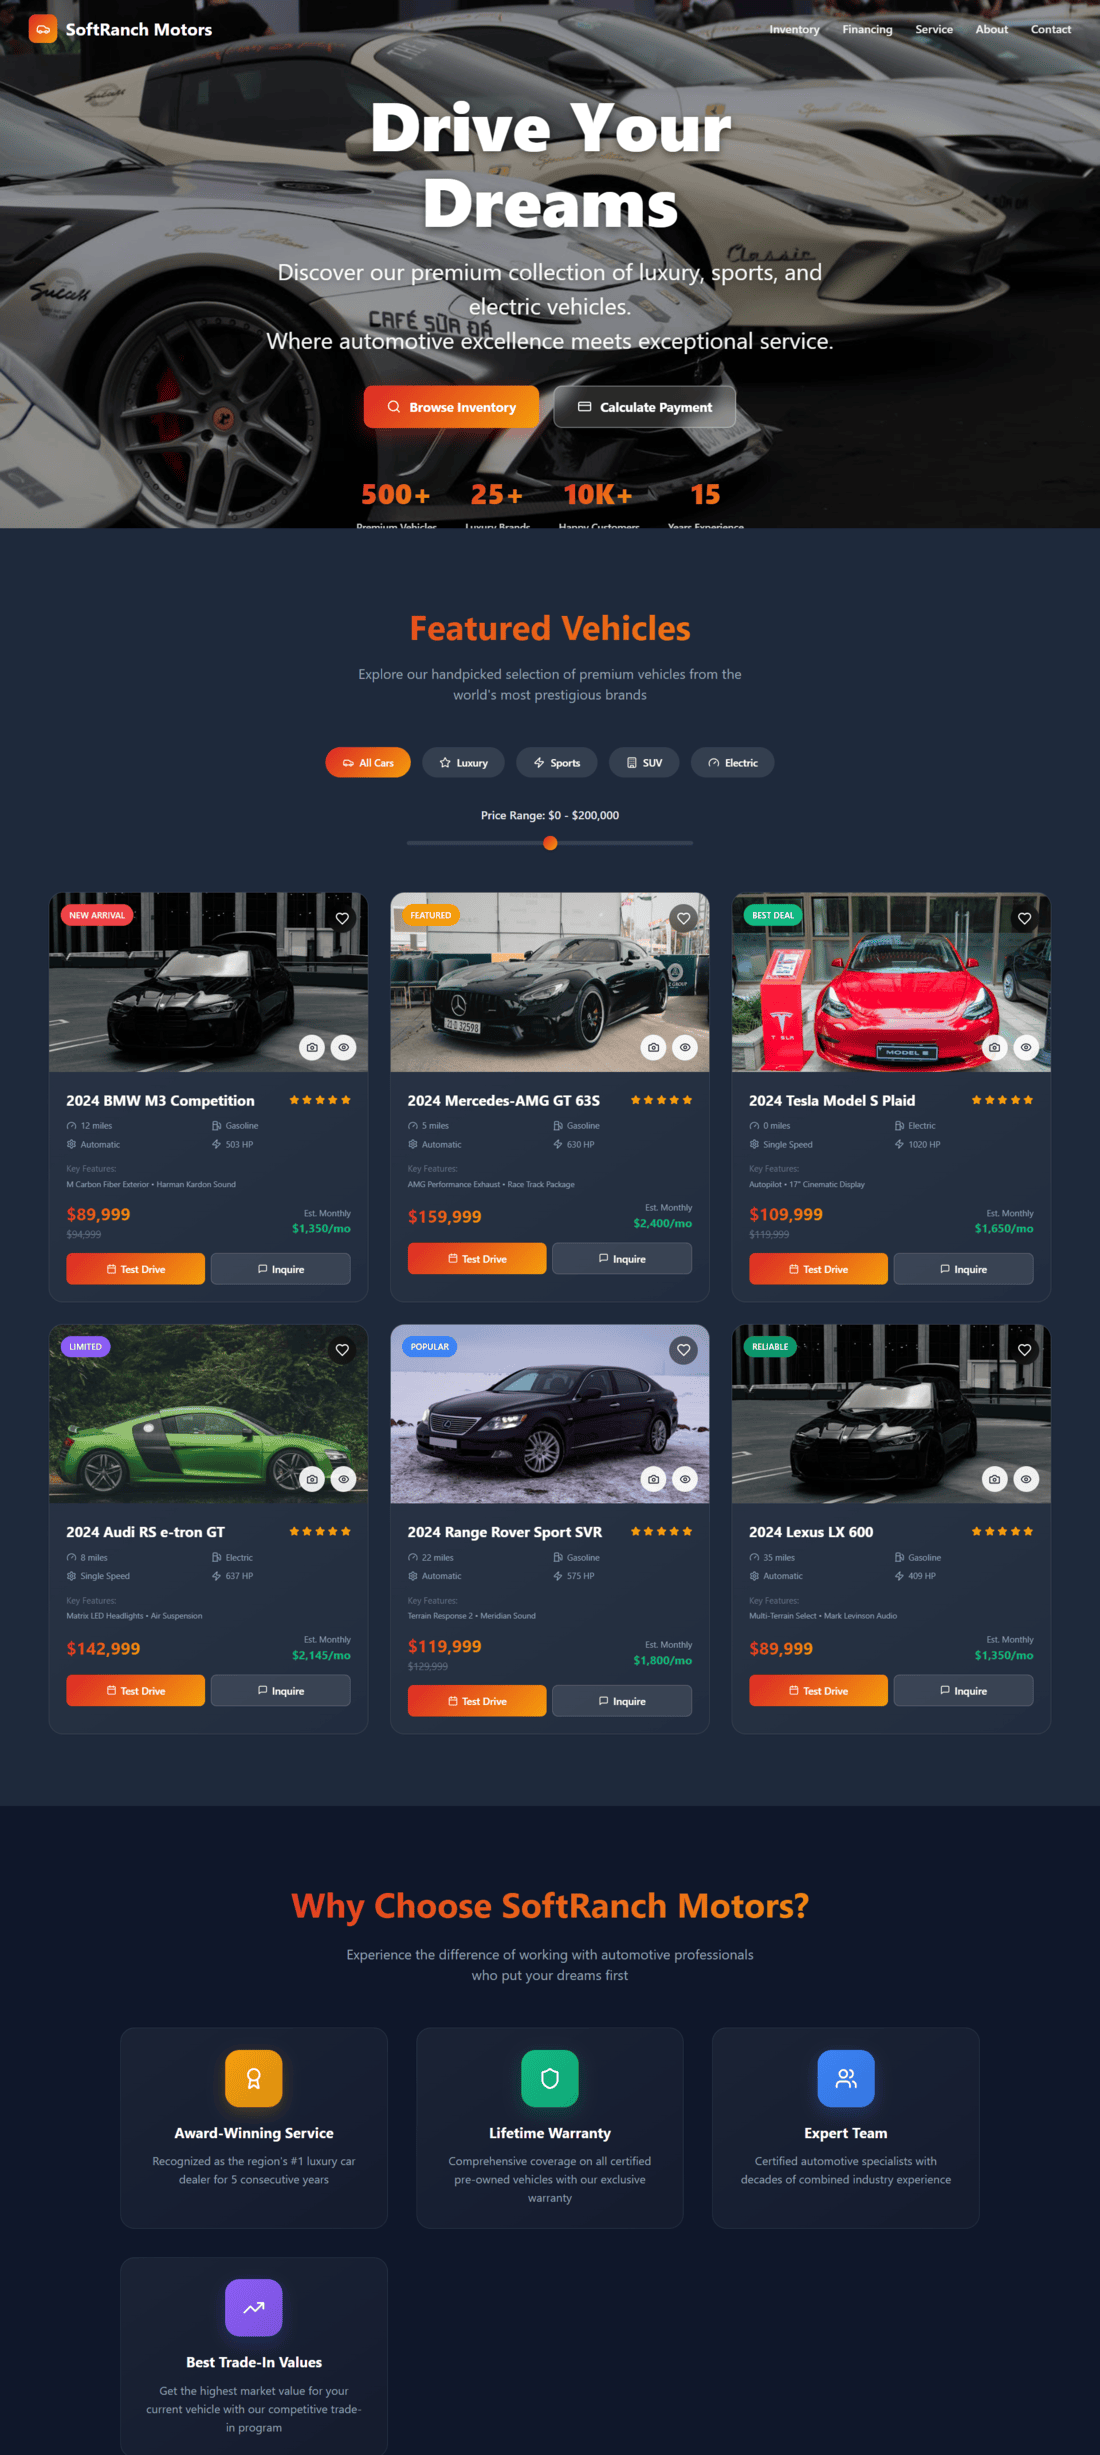 SoftRanch Motors
Inventory Financing Service About Contact
THE
Drive Your
Dreams
Special Edition
Special Edition
Classic
Discover our premium collection of luxury, sports, and
electric vehicles.
CAFÉ SỮA ĐÁ
Where automotive excellence meets exceptional service.
Browse Inventory Calculate Payment
500+ 25+ 10K+ 15
Premium Vehicles Luxury Brands Happy Customers Years Experience
Featured Vehicles
Explore our handpicked selection of premium vehicles from the
world's most prestigious brands
All Cars Luxury Sports SUV Electric
Price Range: $0 - $200,000
NEW ARRIVAL
2024 BMW M3 Competition
12 miles Gasoline
Automatic 503 HP
Key Features:
M Carbon Fiber Exterior • Harman Kardon Sound
$89,999
$94,999
Est. Monthly
$1,350/mo
Test Drive Inquire
FEATURED
2024 Mercedes-AMG GT 63S
5 miles Gasoline
Automatic 630 HP
Key Features:
AMG Performance Exhaust • Race Track Package
$159,999
Est. Monthly
$2,400/mo
Test Drive Inquire
BEST DEAL
MODEL S
2024 Tesla Model S Plaid
0 miles Electric
Single Speed 1020 HP
Key Features:
Autopilot • 17" Cinematic Display
$109,999
$119,999
Est. Monthly
$1,650/mo
Test Drive Inquire
LIMITED
2024 Audi RS e-tron GT
8 miles Electric
Single Speed 637 HP
Key Features:
Matrix LED Headlights • Air Suspension
$142,999
Est. Monthly
$2,145/mo
Test Drive Inquire
POPULAR
2024 Range Rover Sport SVR
22 miles Gasoline
Automatic 575 HP
Key Features:
Terrain Response 2 • Meridian Sound
$119,999
$129,999
Est. Monthly
$1,800/mo
Test Drive Inquire
RELIABLE
2024 Lexus LX 600
35 miles Gasoline
Automatic 409 HP
Key Features:
Multi-Terrain Select • Mark Levinson Audio
$89,999
Est. Monthly
$1,350/mo
Test Drive Inquire
Why Choose SoftRanch Motors?
Experience the difference of working with automotive professionals
who put your dreams first
Award-Winning Service
Recognized as the region's #1 luxury car
dealer for 5 consecutive years
Lifetime Warranty
Comprehensive coverage on all certified
pre-owned vehicles with our exclusive
warranty
Expert Team
Certified automotive specialists with
decades of combined industry experience
Best Trade-In Values
Get the highest market value for your
current vehicle with our competitive trade-
in program